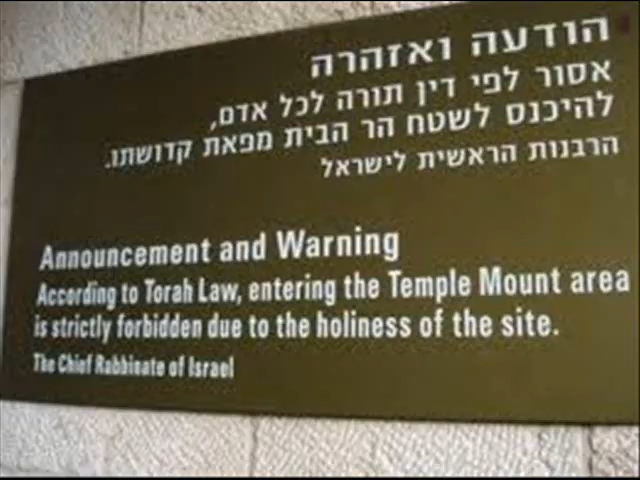 הודעה ואזהרה
אסור לפי דין תורה לכל אדם,
להיכנס לשטח הר הבית מפאת קדושתו.
הרבנות הראשית לישראל
Announcement and Warning
According to Torah Law, entering the Temple Mount area
is strictly forbidden due to the holiness of the site.
The Chief Rabbinate of Israel